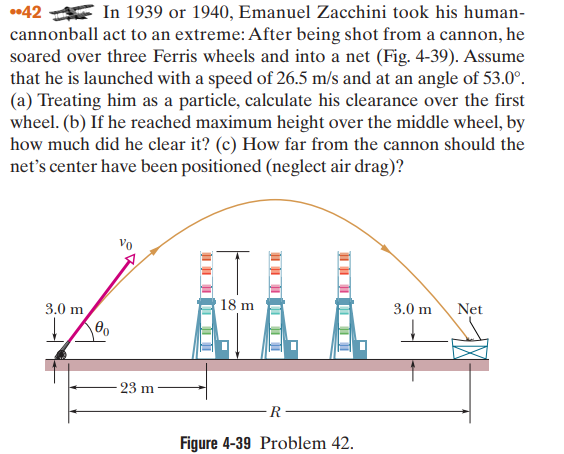 ••42 In 1939 or 1940, Emanuel Zacchini took his human-
cannonball act to an extreme: After being shot from a cannon, he
soared over three Ferris wheels and into a net (Fig. 4-39). Assume
that he is launched with a speed of 26.5 m/s and at an angle of 53.0°.
(a) Treating him as a particle, calculate his clearance over the first
wheel. (b) If he reached maximum height over the middle wheel, by
how much did he clear it? (c) How far from the cannon should the
net's center have been positioned (neglect air drag)?
v0
3.0 m
θ0
18 m
3.0 m
Net
23 m
R
Figure 4-39 Problem 42.